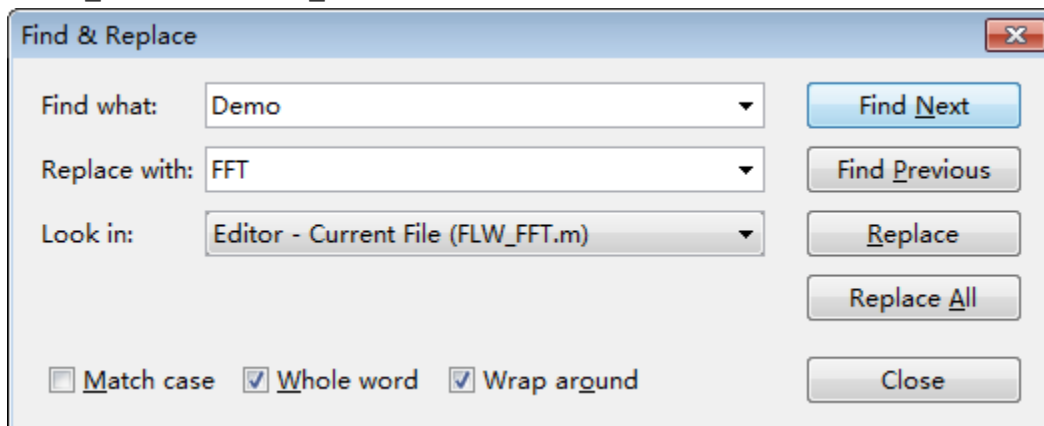 Find & Replace
Find what: Demo Find Next
Replace with: FFT Find Previous
Look in: Editor - Current File (FLW_FFT.m) Replace
Replace All
Match case Whole word Wrap around Close